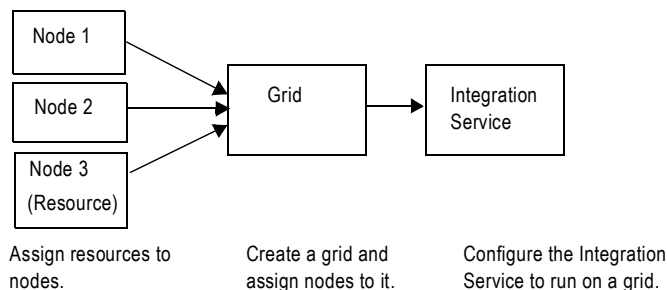 Node 1
Node 2
Node 3
(Resource)
Grid
Integration
Service
Assign resources to
nodes.
Create a grid and
assign nodes to it.
Configure the Integration
Service to run on a grid.